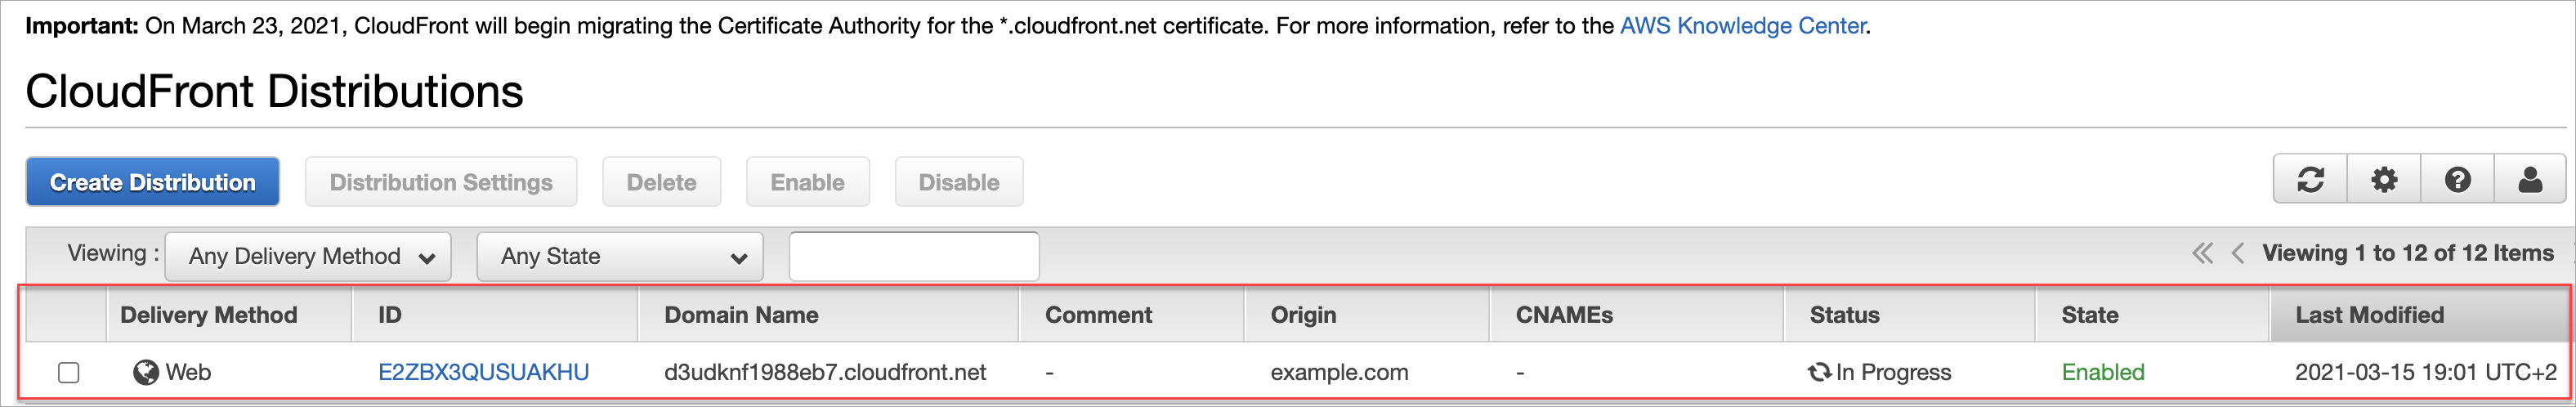 Important: On March 23, 2021, CloudFront will begin migrating the Certificate Authority for the *.cloudfront.net certificate. For more information, refer to the AWS Knowledge Center.
CloudFront Distributions
Create Distribution Distribution Settings Delete Enable Disable
Viewing : Any Delivery Method Any State Viewing 1 to 12 of 12 Items
Delivery Method ID Domain Name Comment Origin CNAMEs Status State Last Modified
Web E2ZBX3QUSUAKHU d3udknf1988eb7.cloudfront.net - example.com - In Progress Enabled 2021-03-15 19:01 UTC+2